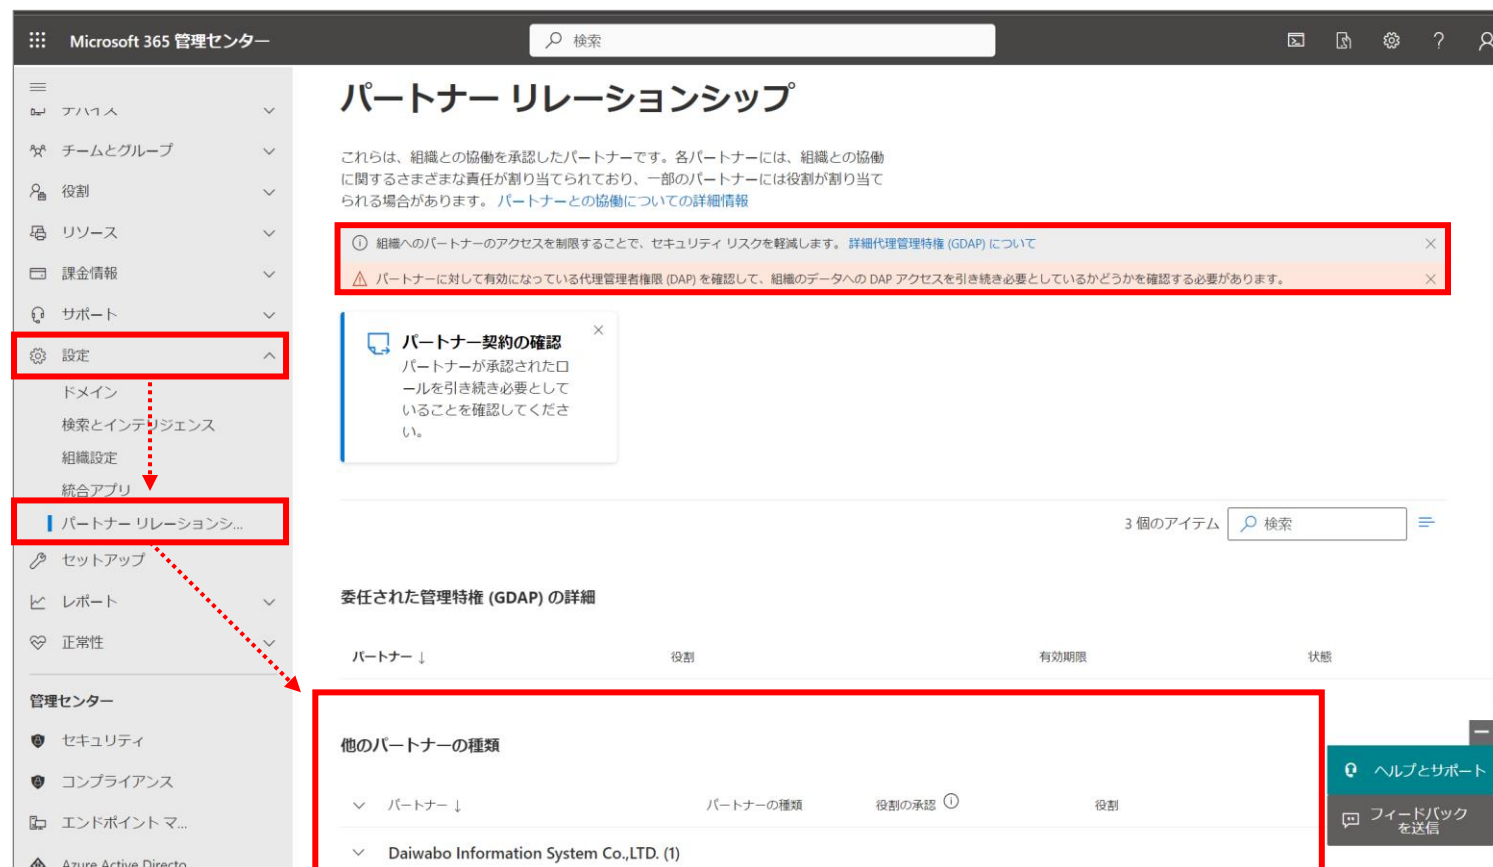 Microsoft 365 管理センター
検索
デバイス
チームとグループ
役割
リソース
課金情報
サポート
設定
ドメイン
検索とインテリジェンス
組織設定
統合アプリ
パートナー リレーションシ...
セットアップ
レポート
正常性
管理センター
セキュリティ
コンプライアンス
エンドポイント マ...
Azure Active Directo
パートナー リレーションシップ
これらは、組織との協働を承認したパートナーです。各パートナーには、組織との協働
に関するさまざまな責任が割り当てられており、一部のパートナーには役割が割り当て
られる場合があります。 パートナーとの協働についての詳細情報
組織へのパートナーのアクセスを制限することで、セキュリティ リスクを軽減します。 詳細代理管理特権 (GDAP) について
パートナーに対して有効になっている代理管理者権限 (DAP) を確認して、組織のデータへの DAP アクセスを引き続き必要としているかどうかを確認する必要があります。
パートナー契約の確認
パートナーが承認されたロ
ールを引き続き必要として
いることを確認してくださ
い。
3 個のアイテム 検索
委任された管理特権 (GDAP) の詳細
パートナー ↓ 役割 有効期限 状態
他のパートナーの種類
パートナー ↓ パートナーの種類 役割の承認 役割
Daiwabo Information System Co.,LTD. (1)
ヘルプとサポート
フィードバック
を送信